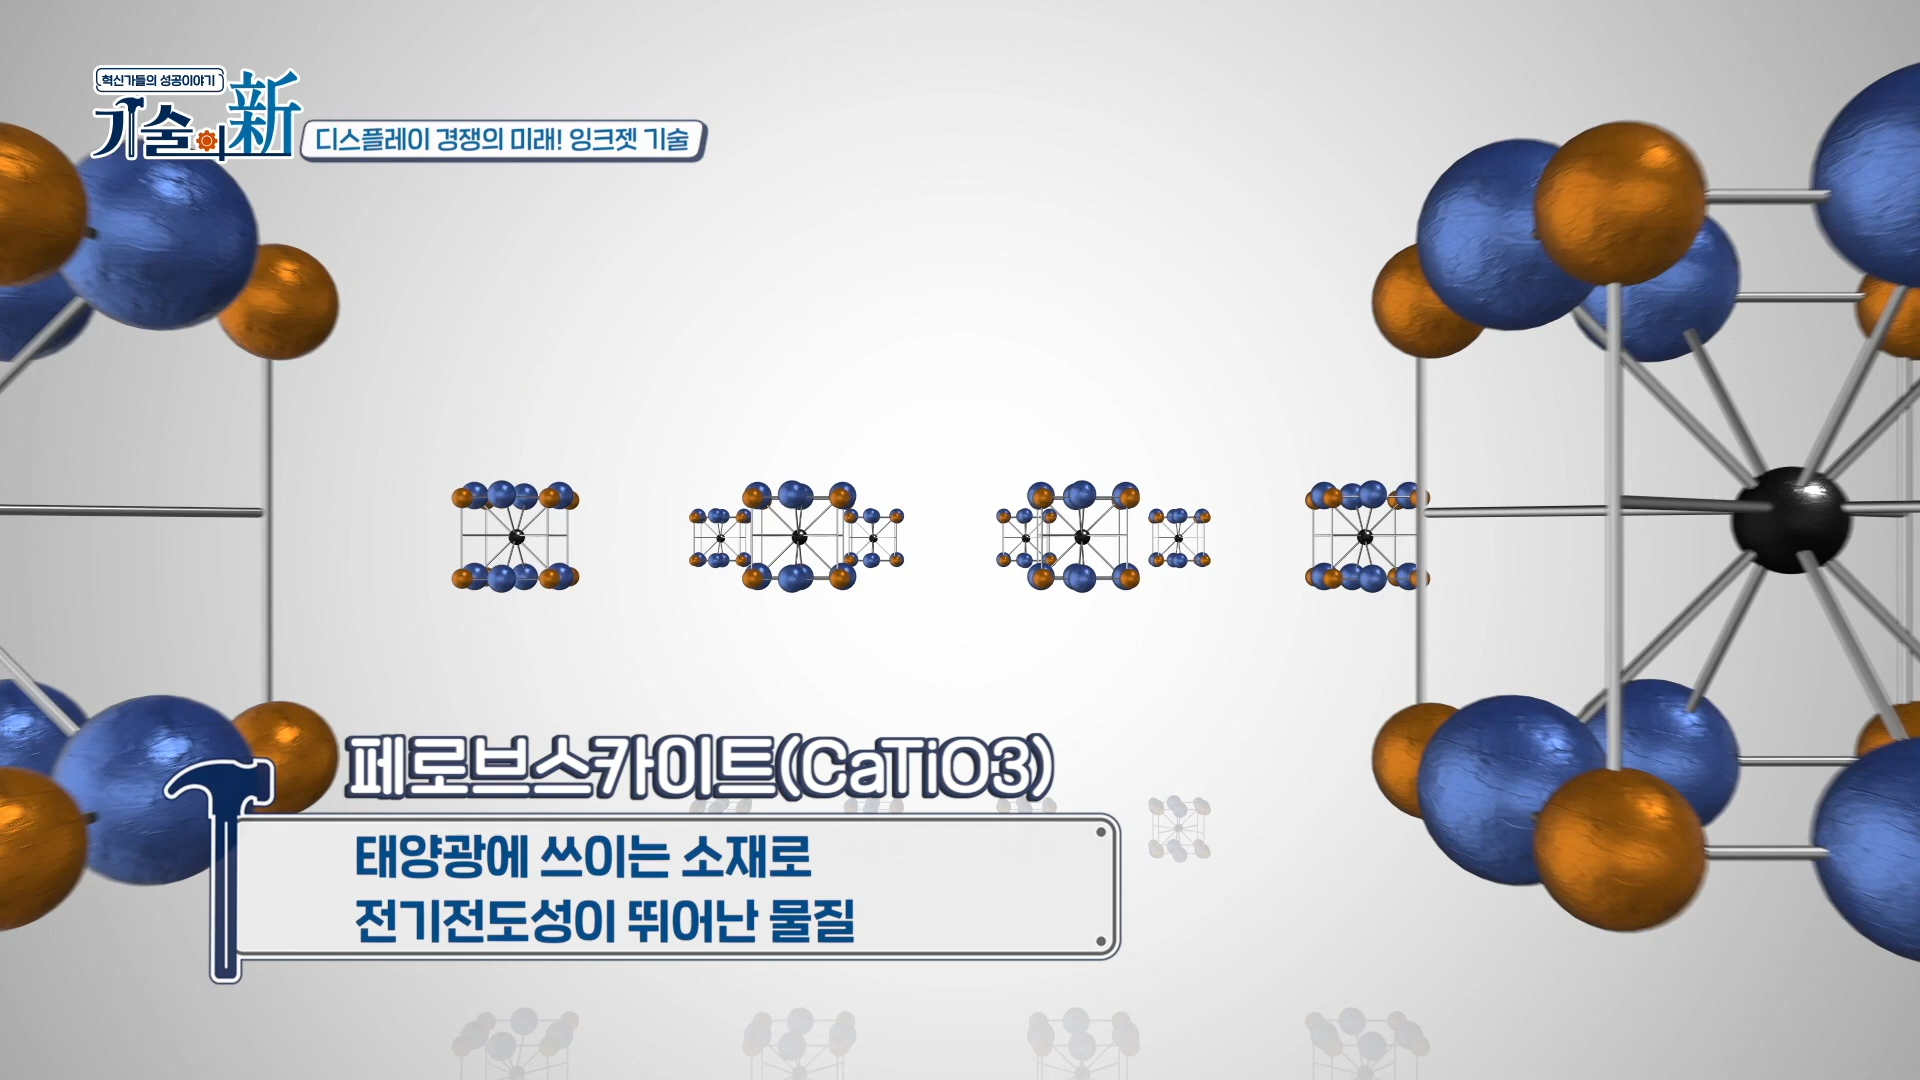 혁신가들의 성공이야기
기술의 新
디스플레이 경쟁의 미래! 잉크젯 기술
페로브스카이트(CaTiO3)
태양광에 쓰이는 소재로
전기전도성이 뛰어난 물질